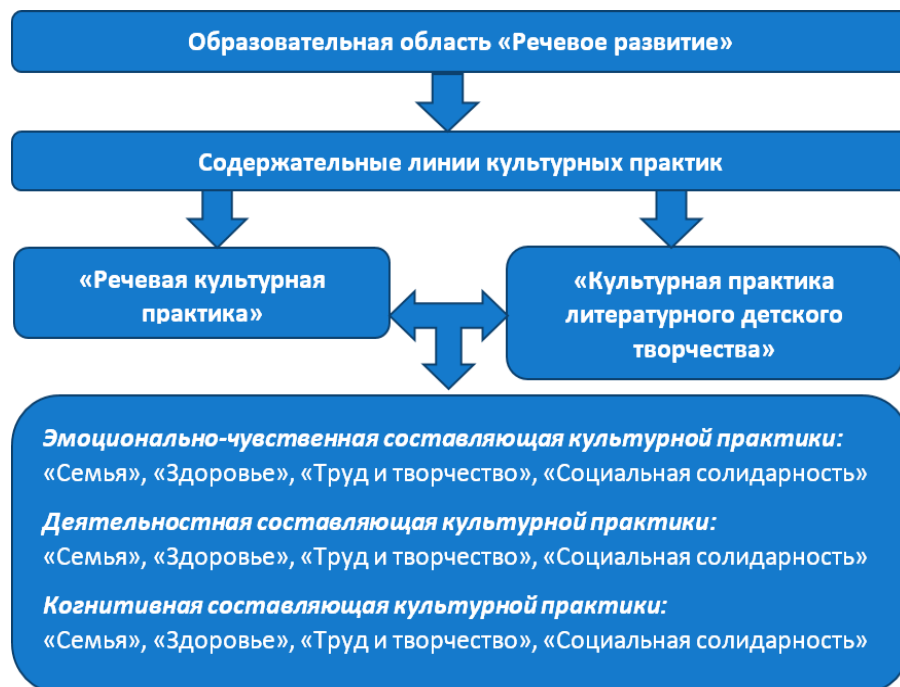 Образовательная область «Речевое развитие»
Содержательные линии культурных практик
«Речевая культурная
практика»
«Культурная практика
литературного детского
творчества»
Эмоционально-чувственная составляющая культурной практики:
«Семья», «Здоровье», «Труд и творчество», «Социальная солидарность»
Деятельностная составляющая культурной практики:
«Семья», «Здоровье», «Труд и творчество», «Социальная солидарность»
Когнитивная составляющая культурной практики:
«Семья», «Здоровье», «Труд и творчество», «Социальная солидарность»